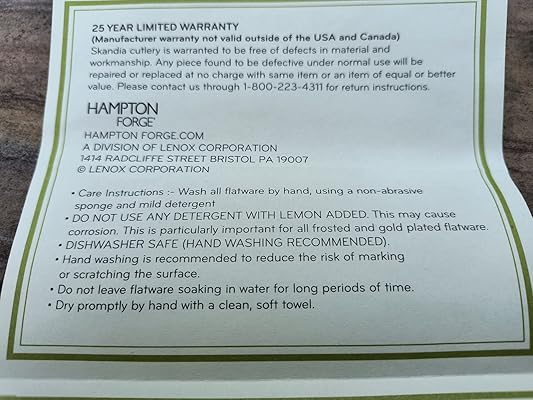 25 YEAR LIMITED WARRANTY
(Manufacturer warranty not valid outside of the USA and Canada)
Skandia cutlery is warranted to be free of defects in material and
workmanship. Any piece found to be defective under normal use will be
repaired or replaced at no charge with same item or an item of equal or better
value. Please contact us through 1-800-223-4311 for return instructions.
HAMPTON
FORGE®
HAMPTON FORGE.COM
A DIVISION OF LENOX CORPORATION
1414 RADCLIFFE STREET BRISTOL PA 19007
© LENOX CORPORATION
• Care Instructions :- Wash all flatware by hand, using a non-abrasive
sponge and mild detergent
• DO NOT USE ANY DETERGENT WITH LEMON ADDED. This may cause
corrosion. This is particularly important for all frosted and gold plated flatware.
• DISHWASHER SAFE (HAND WASHING RECOMMENDED).
• Hand washing is recommended to reduce the risk of marking
or scratching the surface.
• Do not leave flatware soaking in water for long periods of time.
• Dry promptly by hand with a clean, soft towel.